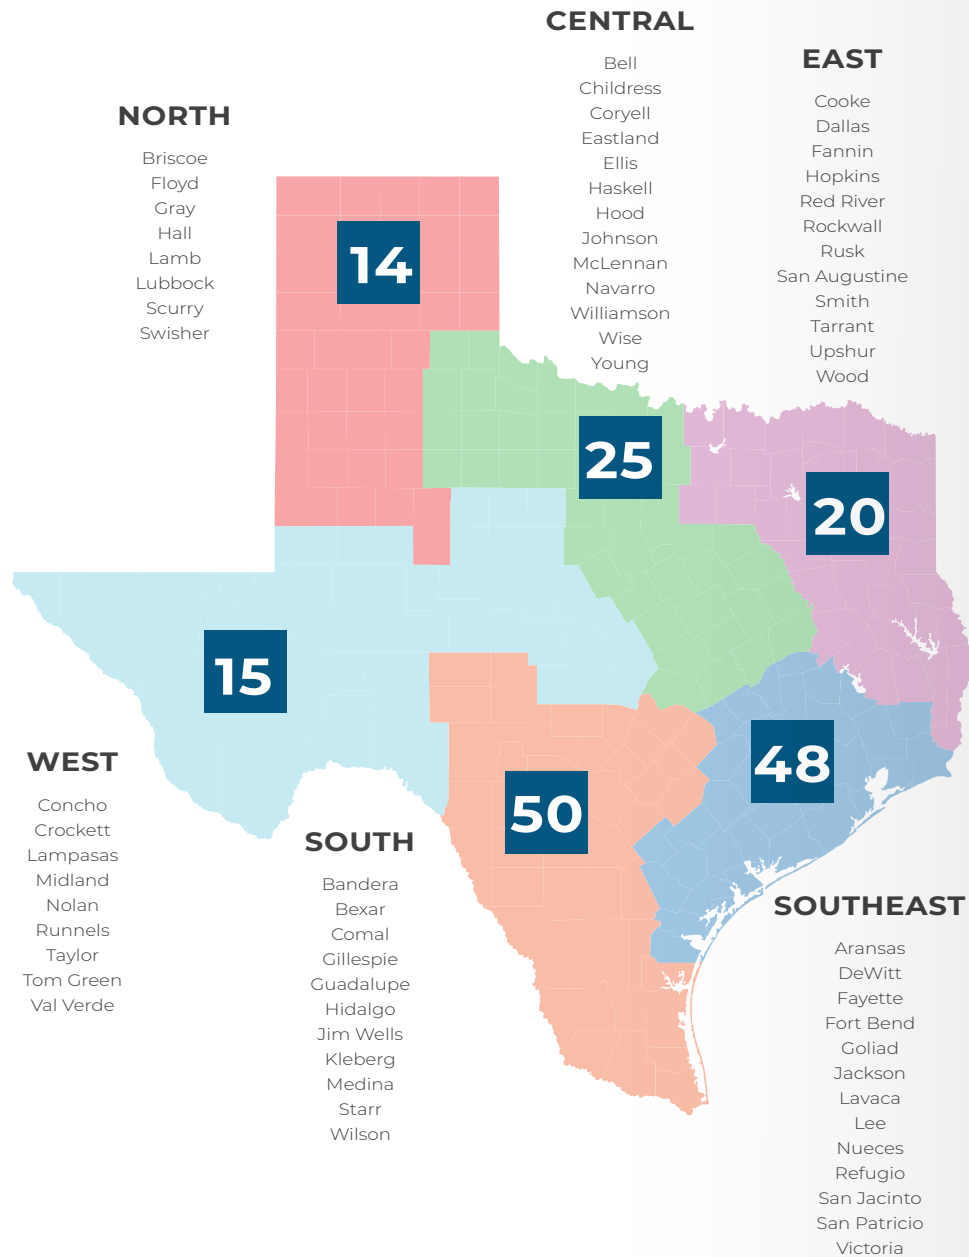 CENTRAL
Bell
Childress
Coryell
Eastland
Ellis
Haskell
Hood
Johnson
McLennan
Navarro
Williamson
Wise
Young
EAST
Cooke
Dallas
Fannin
Hopkins
Red River
Rockwall
Rusk
San Augustine
Smith
Tarrant
Upshur
Wood
NORTH
Briscoe
Floyd
Gray
Hall
Lamb
Lubbock
Scurry
Swisher
14
25
20
15
48
50
WEST
Concho
Crockett
Lampasas
Midland
Nolan
Runnels
Taylor
Tom Green
Val Verde
SOUTH
Bandera
Bexar
Comal
Gillespie
Guadalupe
Hidalgo
Jim Wells
Kleberg
Medina
Starr
Wilson
SOUTHEAST
Aransas
DeWitt
Fayette
Fort Bend
Goliad
Jackson
Lavaca
Lee
Nueces
Refugio
San Jacinto
San Patricio
Victoria